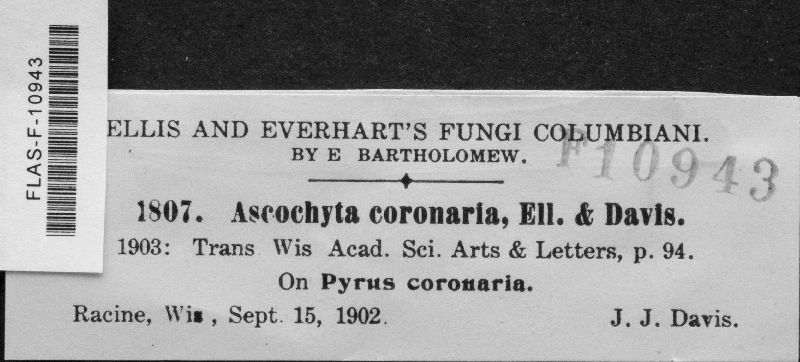 FLAS-F-10943
ELLIS AND EVERHART'S FUNGI COLUMBIANI.
BY E BARTHOLOMEW.
F10943
1807. Ascochyta coronaria, Ell. & Davis.
1903: Trans Wis Acad. Sci. Arts & Letters, p. 94.
On Pyrus coronaria.
Racine, Wis, Sept. 15, 1902.
J. J. Davis.